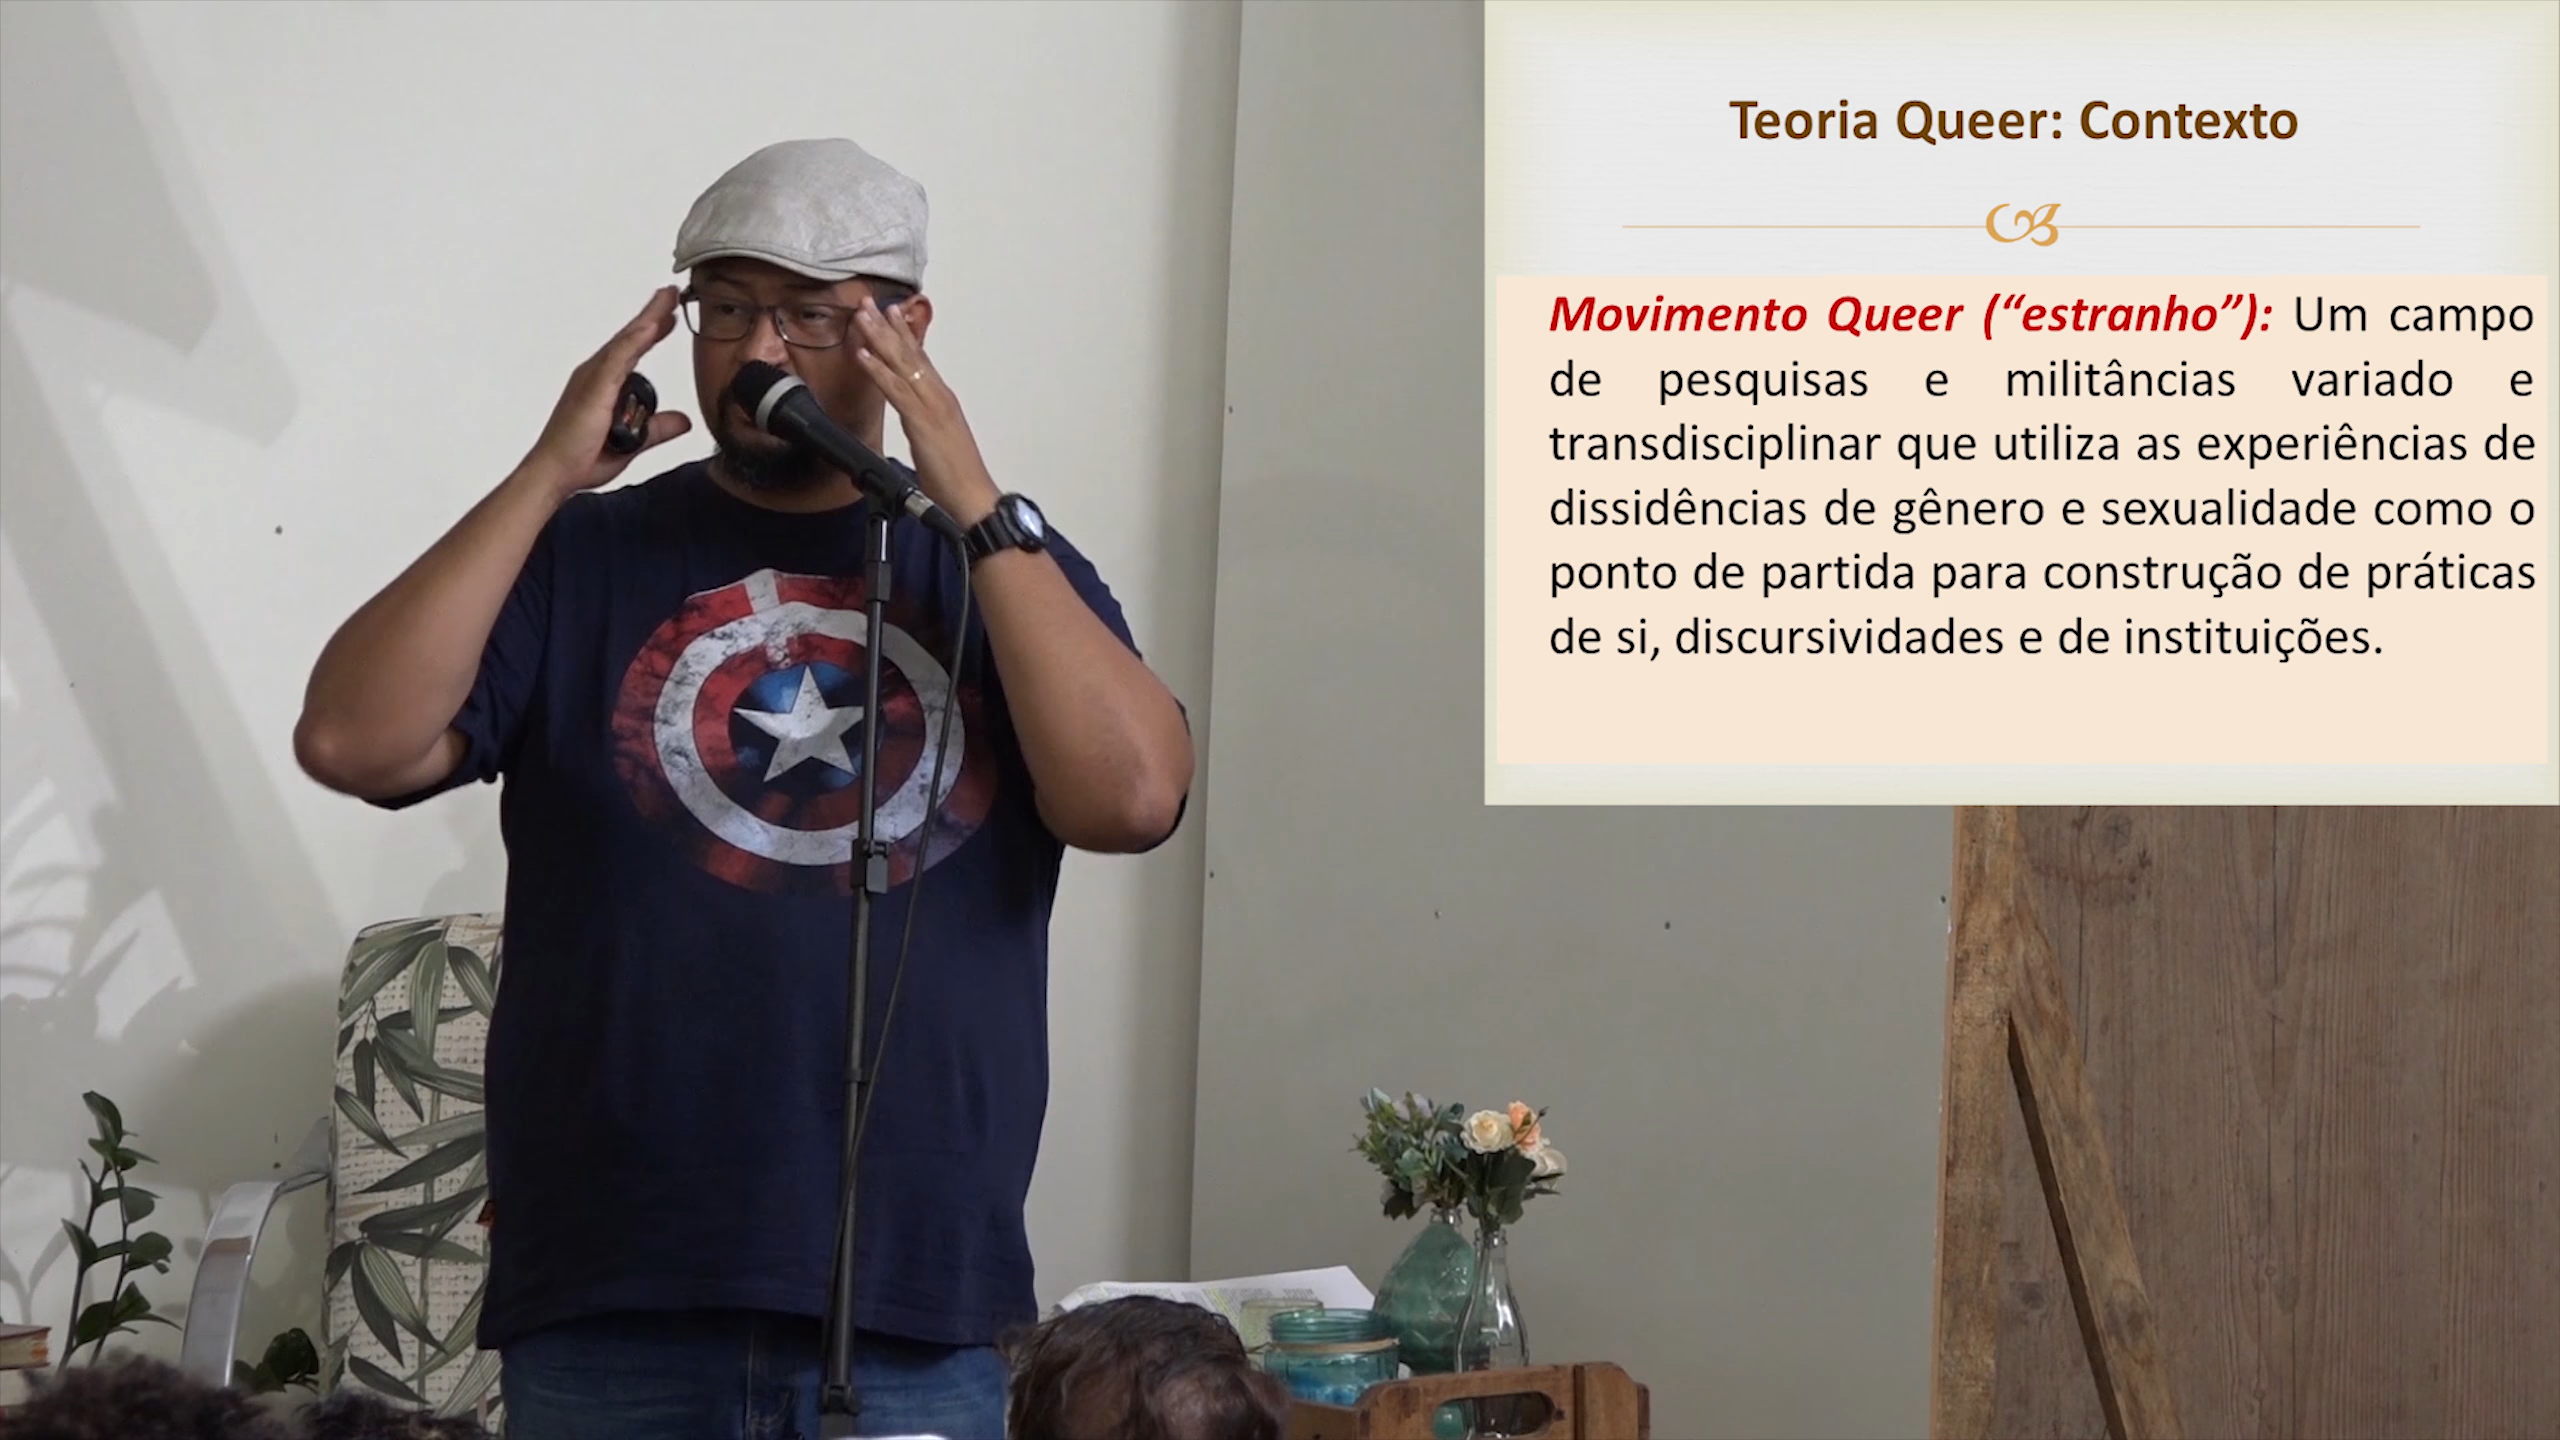 Teoria Queer: Contexto
Movimento Queer (“estranho”): Um campo
de pesquisas e militâncias variado e
transdisciplinar que utiliza as experiências de
dissidências de gênero e sexualidade como o
ponto de partida para construção de práticas
de si, discursividades e de instituições.